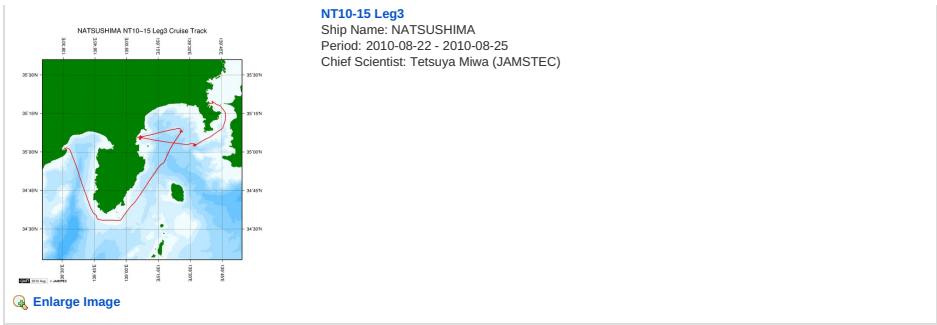 NT10-15 Leg3
Ship Name: NATSUSHIMA
Period: 2010-08-22 - 2010-08-25
Chief Scientist: Tetsuya Miwa (JAMSTEC)
NATSUSHIMA NT10-15 Leg3 Cruise Track
35°30'N 35°30'N
35°15'N 35°15'N
35°00'N 35°00'N
34°45'N 34°45'N
34°30'N 34°30'N
Enlarge Image